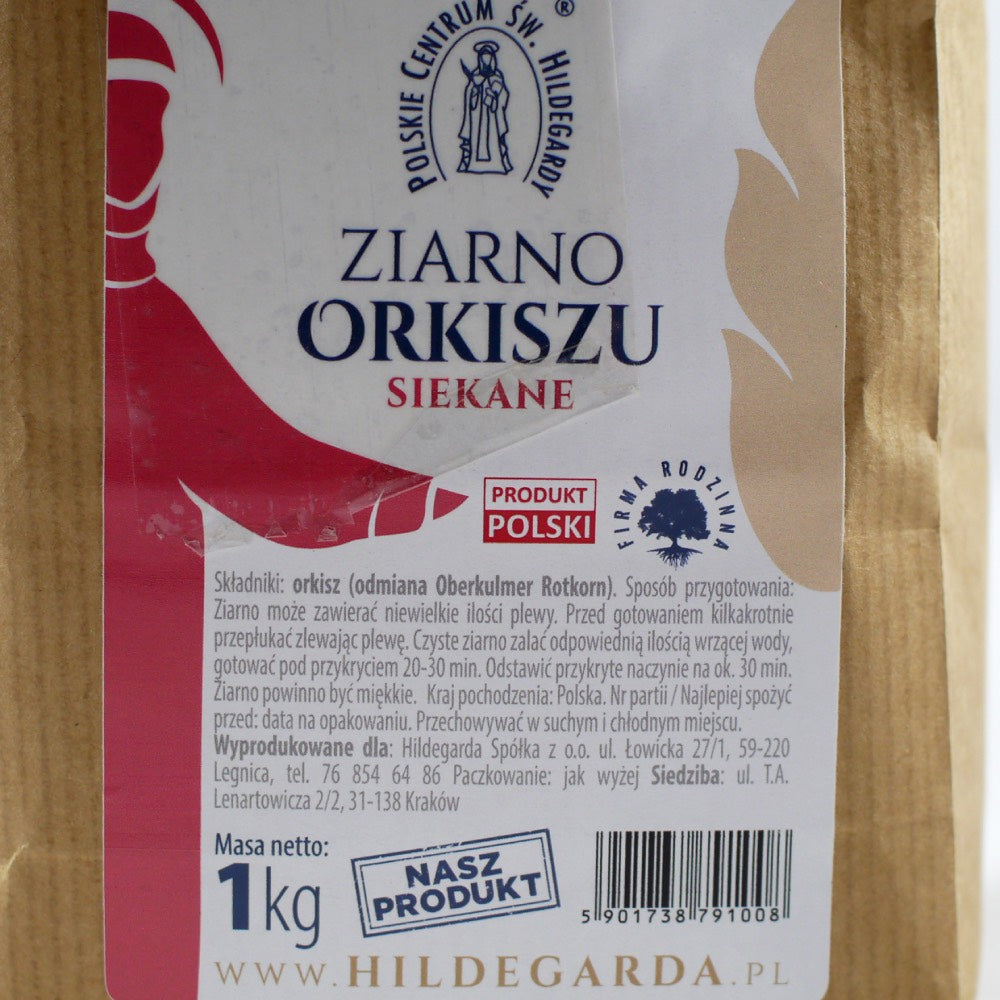 POLSKIE CENTRUM ŚW. HILDEGARDY ®
ZIARNO
ORKISZU
SIEKANE
PRODUKT
POLSKI
FIRMA RODZINNA
Składniki: orkisz (odmiana Oberkulmer Rotkorn). Sposób przygotowania:
Ziarno może zawierać niewielkie ilości plewy. Przed gotowaniem kilkakrotnie
przepłukać zlewając plewę. Czyste ziarno zalać odpowiednią ilością wrzącej wody,
gotować pod przykryciem 20-30 min. Odstawić przykryte naczynie na ok. 30 min.
Ziarno powinno być miękkie. Kraj pochodzenia: Polska. Nr partii / Najlepiej spożyć
przed: data na opakowaniu. Przechowywać w suchym i chłodnym miejscu.
Wyprodukowane dla: Hildegarda Spółka z o.o. ul. Łowicka 27/1, 59-220
Legnica, tel. 76 854 64 86 Paczkowanie: jak wyżej Siedziba: ul. T.A.
Lenartowicza 2/2, 31-138 Kraków
Masa netto:
1kg
NASZ
PRODUKT
5 901738 791008
WWW.HILDEGARDA.PL